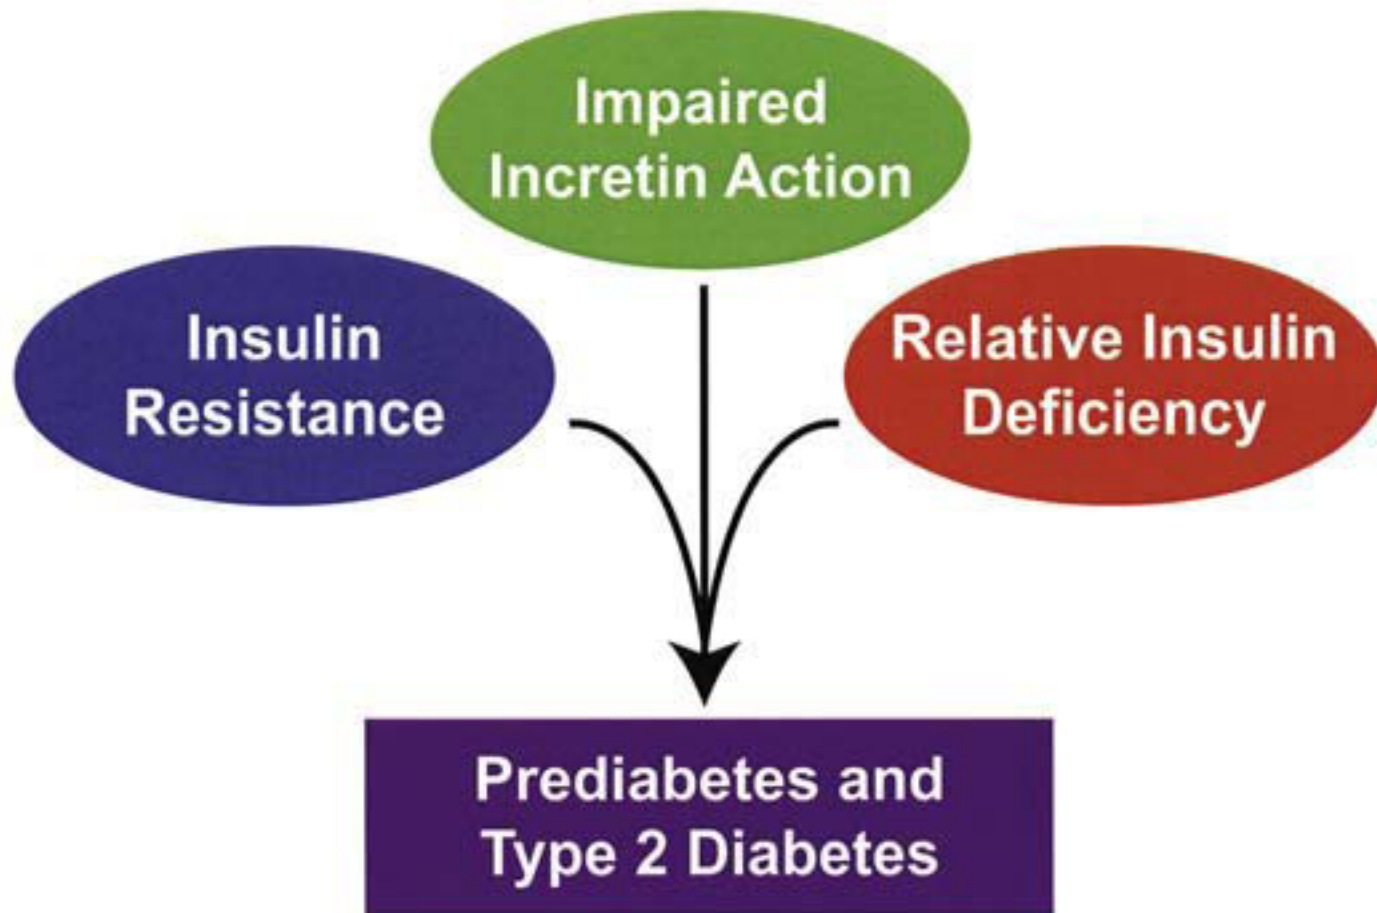 Impaired
Incretin Action
Insulin
Resistance
Relative Insulin
Deficiency
Prediabetes and
Type 2 Diabetes